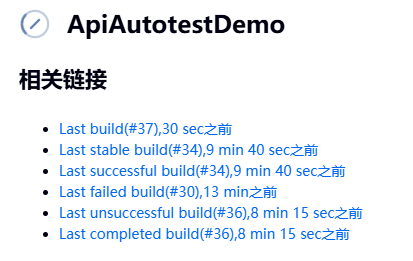 ApiAutotestDemo
相关链接
Last build(#37),30 sec之前
Last stable build(#34),9 min 40 sec之前
Last successful build(#34),9 min 40 sec之前
Last failed build(#30),13 min之前
Last unsuccessful build(#36),8 min 15 sec之前
Last completed build(#36),8 min 15 sec之前